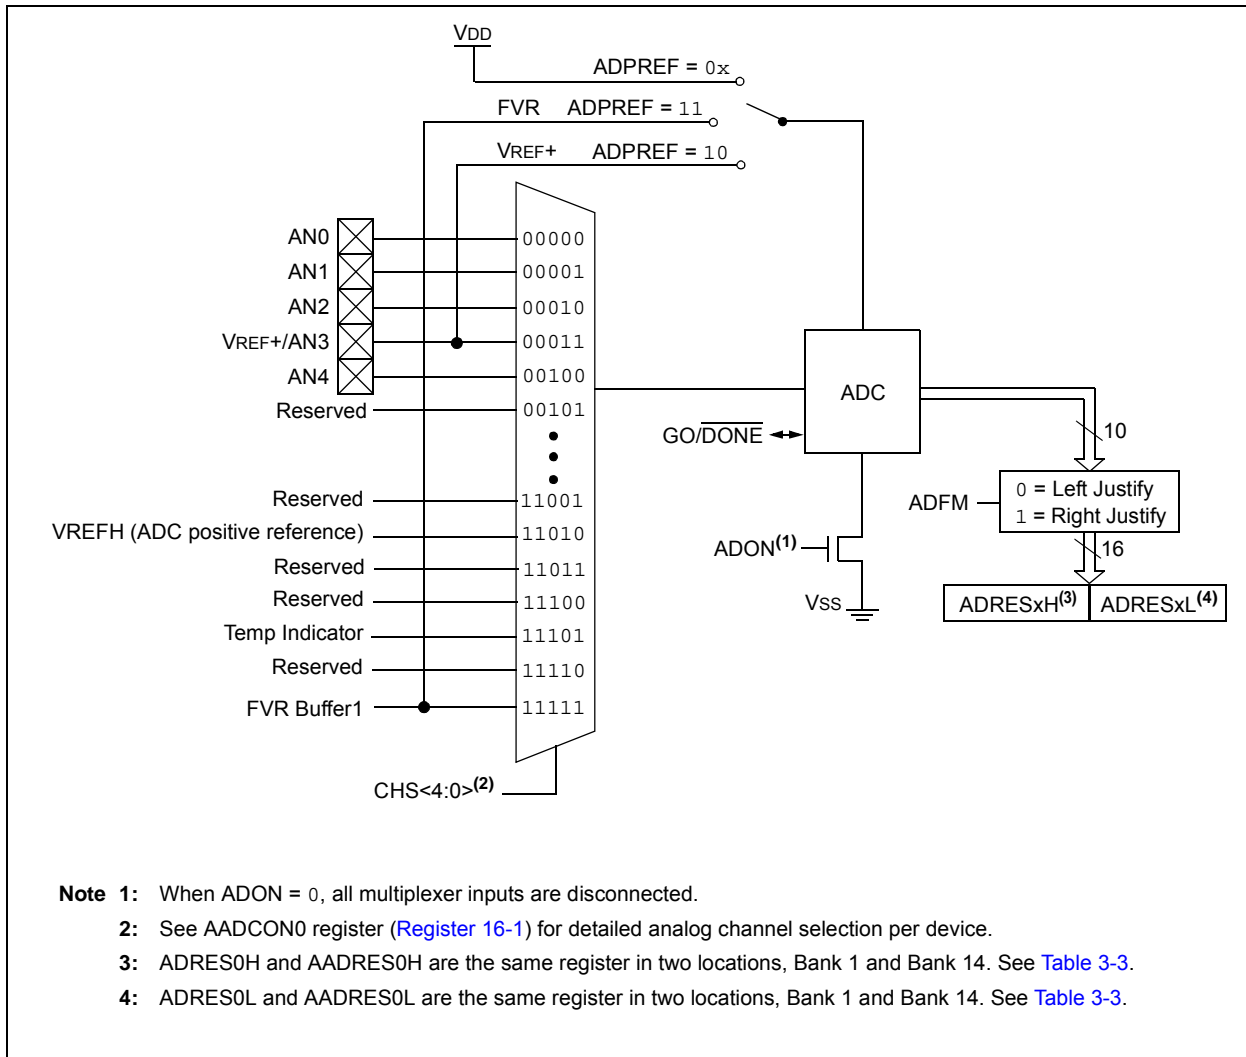 VDD
ADPREF = 0x
FVR ADPREF = 11
VREF+ ADPREF = 10
AN0 00000
AN1 00001
AN2 00010
VREF+/AN3 00011
AN4 00100
Reserved 00101
ADC
GO/DONE
10
Reserved 11001
ADFM
0 = Left Justify
1 = Right Justify
VREFH (ADC positive reference) 11010
ADON(1)
16
Reserved 11011
Reserved 11100
VSS
ADRESxH(3) ADRESxL(4)
Temp Indicator 11101
Reserved 11110
FVR Buffer1 11111
CHS<4:0>(2)
Note 1: When ADON = 0, all multiplexer inputs are disconnected.
2: See AADCON0 register (Register 16-1) for detailed analog channel selection per device.
3: ADRES0H and AADRES0H are the same register in two locations, Bank 1 and Bank 14. See Table 3-3.
4: ADRES0L and AADRES0L are the same register in two locations, Bank 1 and Bank 14. See Table 3-3.